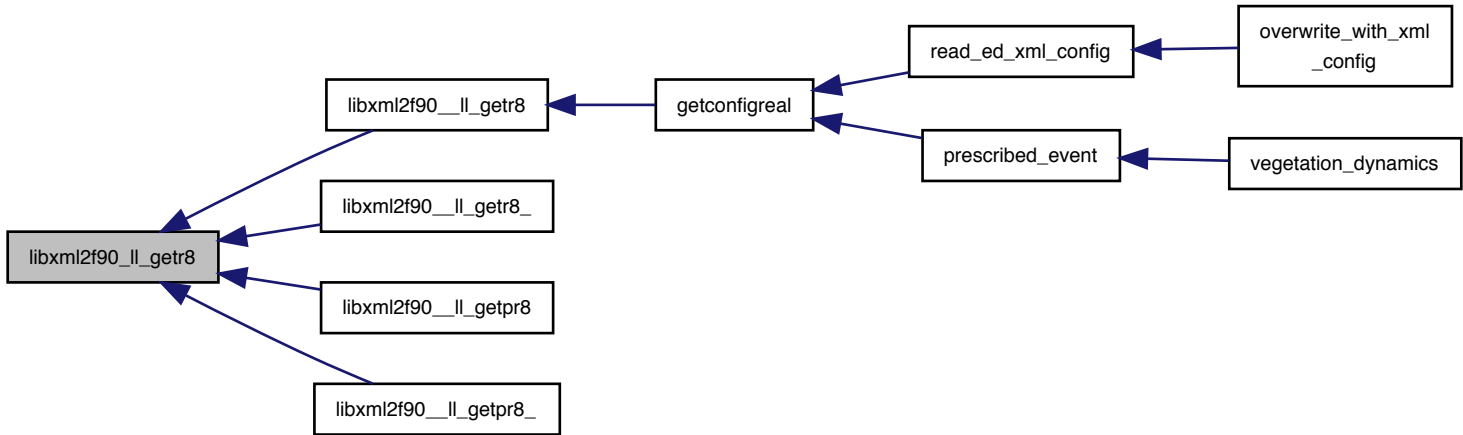 overwrite_with_xml
_config
read_ed_xml_config
libxml2f90__ll_getr8
getconfigreal
prescribed_event
vegetation_dynamics
libxml2f90__ll_getr8_
libxml2f90_ll_getr8
libxml2f90__ll_getpr8
libxml2f90__ll_getpr8_